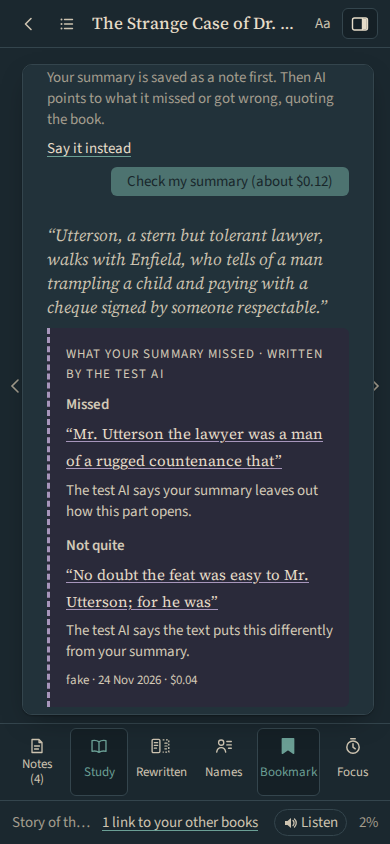 The Strange Case of Dr. ...
Aa
Your summary is saved as a note first. Then AI
points to what it missed or got wrong, quoting
the book.
Say it instead
Check my summary (about $0.12)
“Utterson, a stern but tolerant lawyer,
walks with Enfield, who tells of a man
trampling a child and paying with a
cheque signed by someone respectable.”
WHAT YOUR SUMMARY MISSED · WRITTEN
BY THE TEST AI
Missed
“Mr. Utterson the lawyer was a man
of a rugged countenance that”
The test AI says your summary leaves out
how this part opens.
Not quite
“No doubt the feat was easy to Mr.
Utterson; for he was”
The test AI says the text puts this differently
from your summary.
fake · 24 Nov 2026 · $0.04
Notes
(4)
Study
Rewritten
Names
Bookmark
Focus
Story of th...
1 link to your other books
Listen
2%